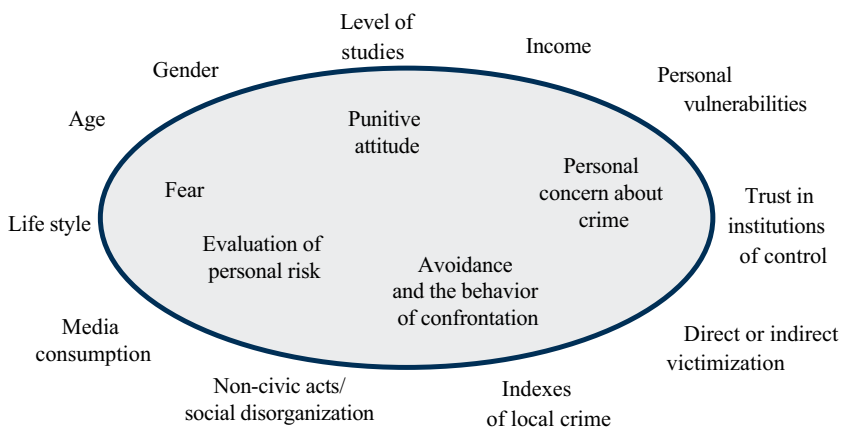 Level of
studies
Income
Gender
Personal
vulnerabilities
Age
Punitive
attitude
Personal
concern about
crime
Fear
Trust in
institutions
of control
Life style
Evaluation of
personal risk
Avoidance
and the behavior
of confrontation
Media
consumption
Direct or indirect
victimization
Non-civic acts/
social disorganization
Indexes
of local crime